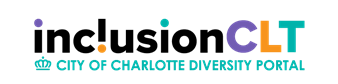 inclusionCLT
CITY OF CHARLOTTE DIVERSITY PORTAL